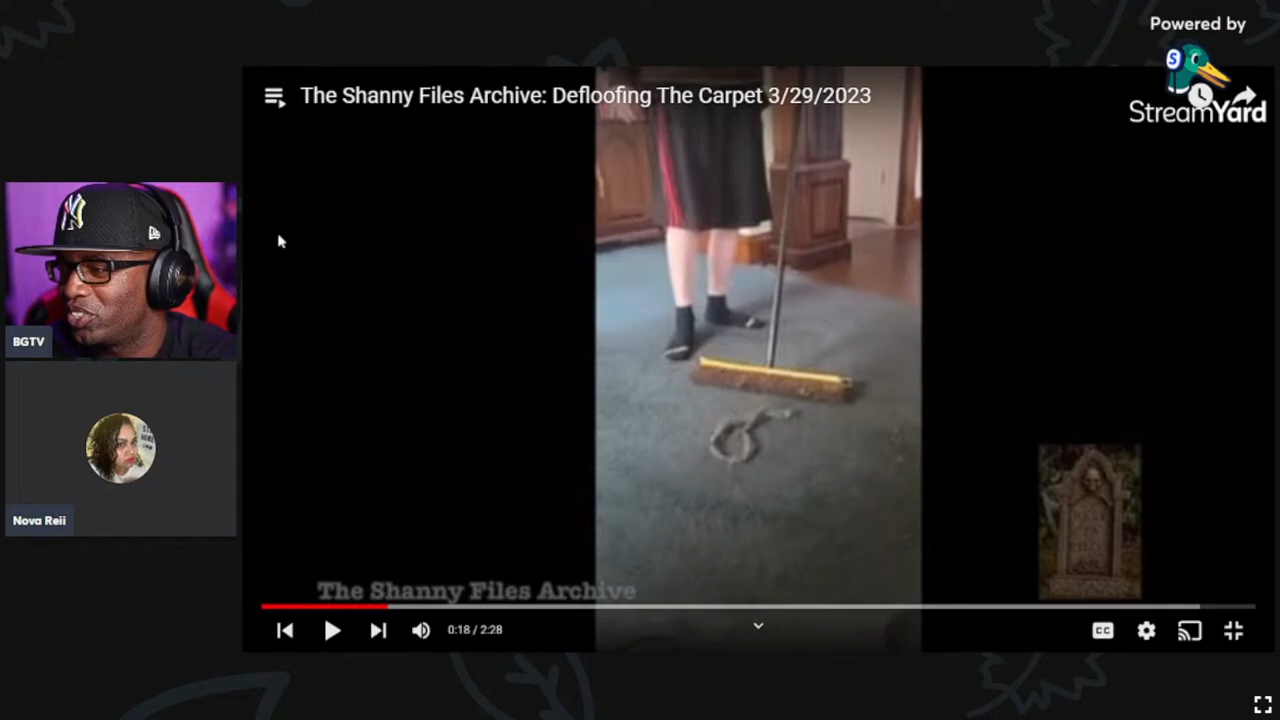 Powered by
StreamYard
The Shanny Files Archive: Defloofing The Carpet 3/29/2023
BGTV
Nova Reii
The Shanny Files Archive
0:18 / 2:28
CC